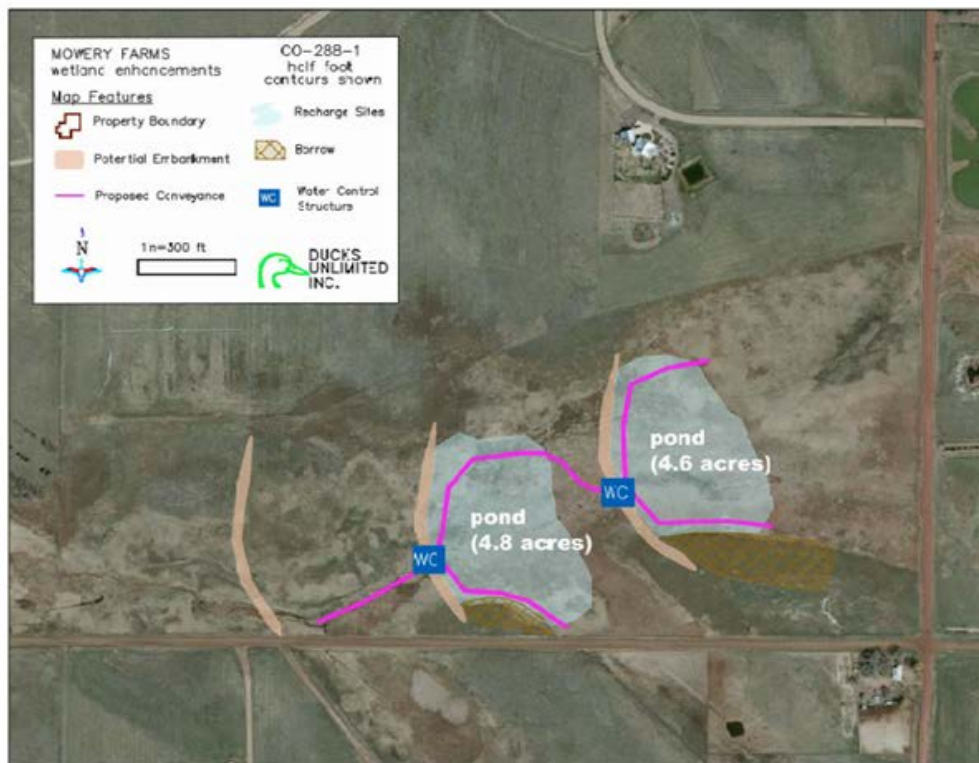 MOWERY FARMS
wetland enhancements
CO-288-1
half foot
contours shown
Map Features
Property Boundary
Potential Embankment
Proposed Conveyance
Recharge Sites
Borrow
WC
Water Control
Structure
N
1in=300 ft
DUCKS
UNLIMITED
INC.
pond
(4.6 acres)
WC
pond
(4.8 acres)
WC